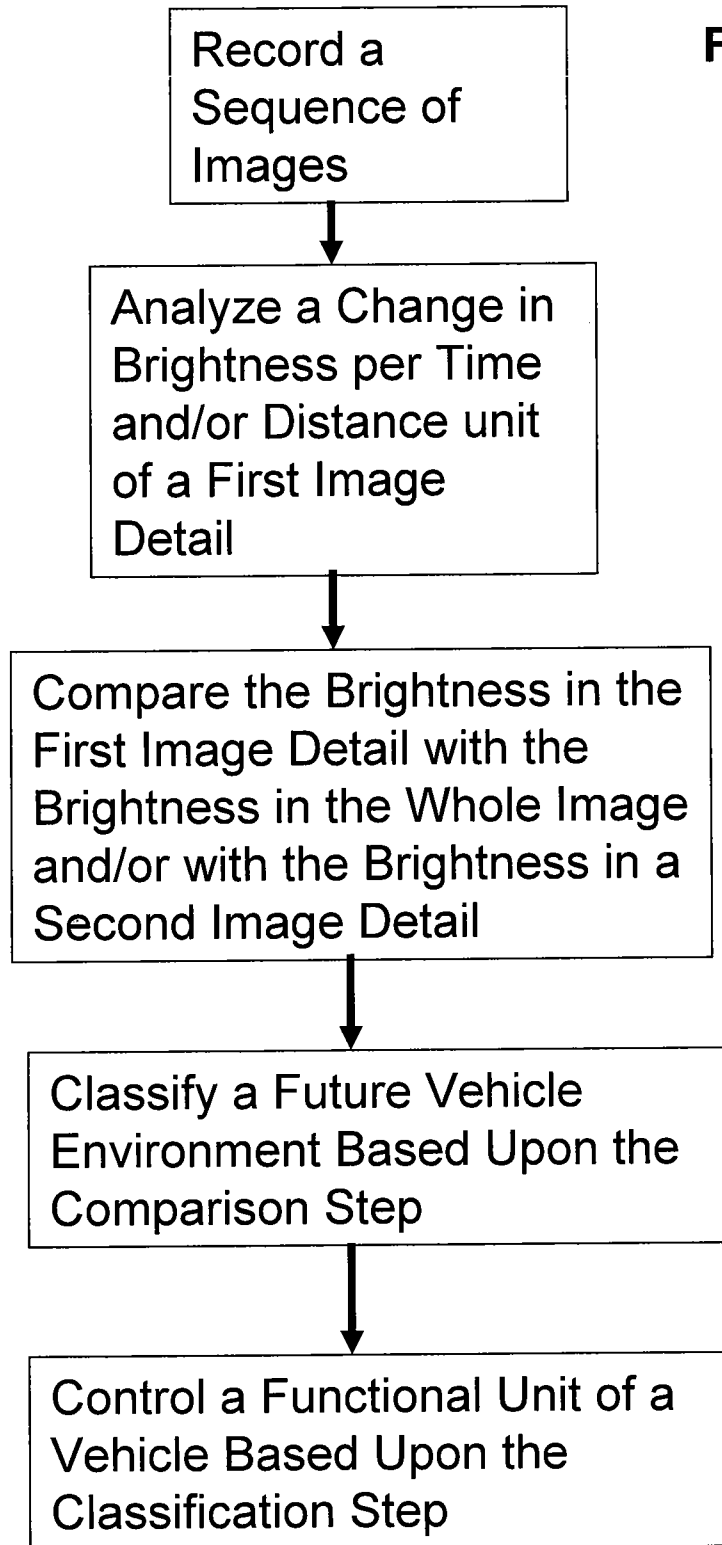 Record a
Sequence of
Images
Analyze a Change in
Brightness per Time
and/or Distance unit
of a First Image
Detail
Compare the Brightness in the
First Image Detail with the
Brightness in the Whole Image
and/or with the Brightness in a
Second Image Detail
Classify a Future Vehicle
Environment Based Upon the
Comparison Step
Control a Functional Unit of a
Vehicle Based Upon the
Classification Step